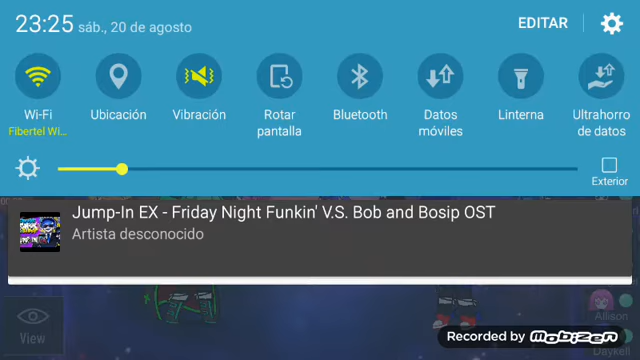 23:25 sáb., 20 de agosto
EDITAR
Wi-Fi
Fibertel Wi...
Ubicación
Vibración
Rotar
pantalla
Bluetooth
Datos
móviles
Linterna
Ultrahorro
de datos
Exterior
Jump-In EX - Friday Night Funkin' V.S. Bob and Bosip OST
Artista desconocido
View
Allison
Recorded by Mobizen
Daykell